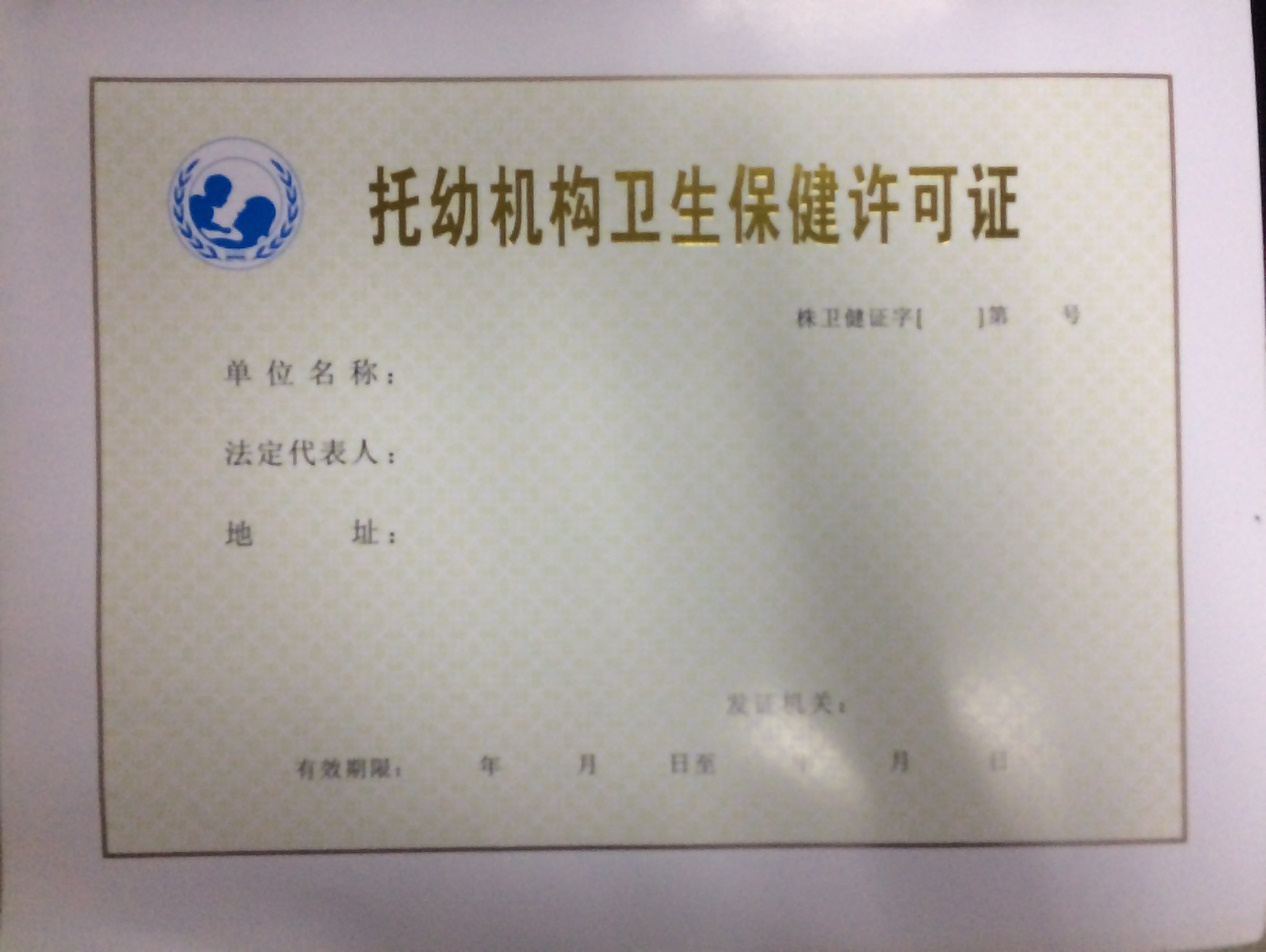 托幼机构卫生保健许可证
株卫健证字[ ]第 号
单位名称：
法定代表人：
地 址：
发证机关：
有效期限： 年 月 日至 年 月 日